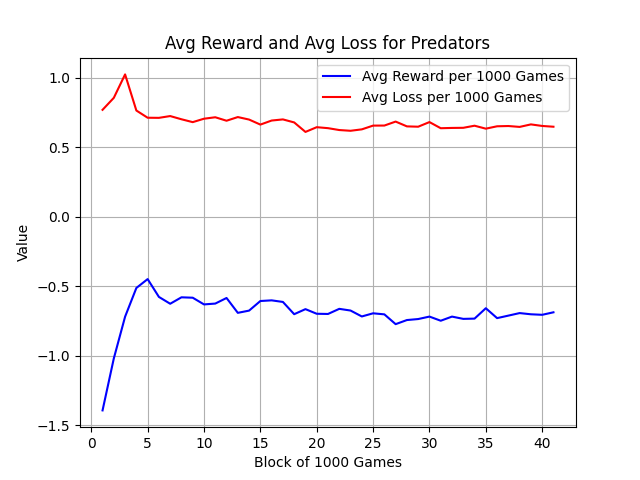 Avg Reward and Avg Loss for Predators
Avg Reward per 1000 Games
Avg Loss per 1000 Games
1.0
0.5
0.0
−0.5
−1.0
−1.5
Value
0 5 10 15 20 25 30 35 40
Block of 1000 Games